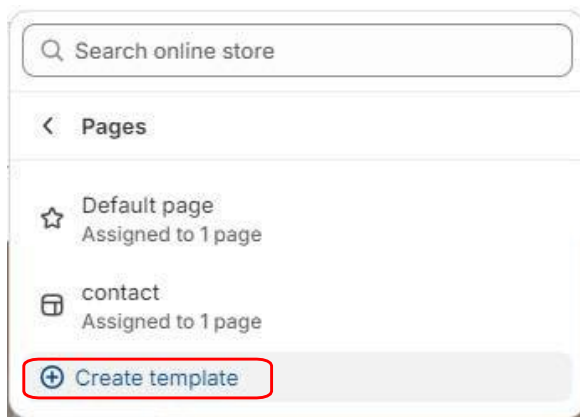 Search online store
Pages
Default page
Assigned to 1 page
contact
Assigned to 1 page
Create template